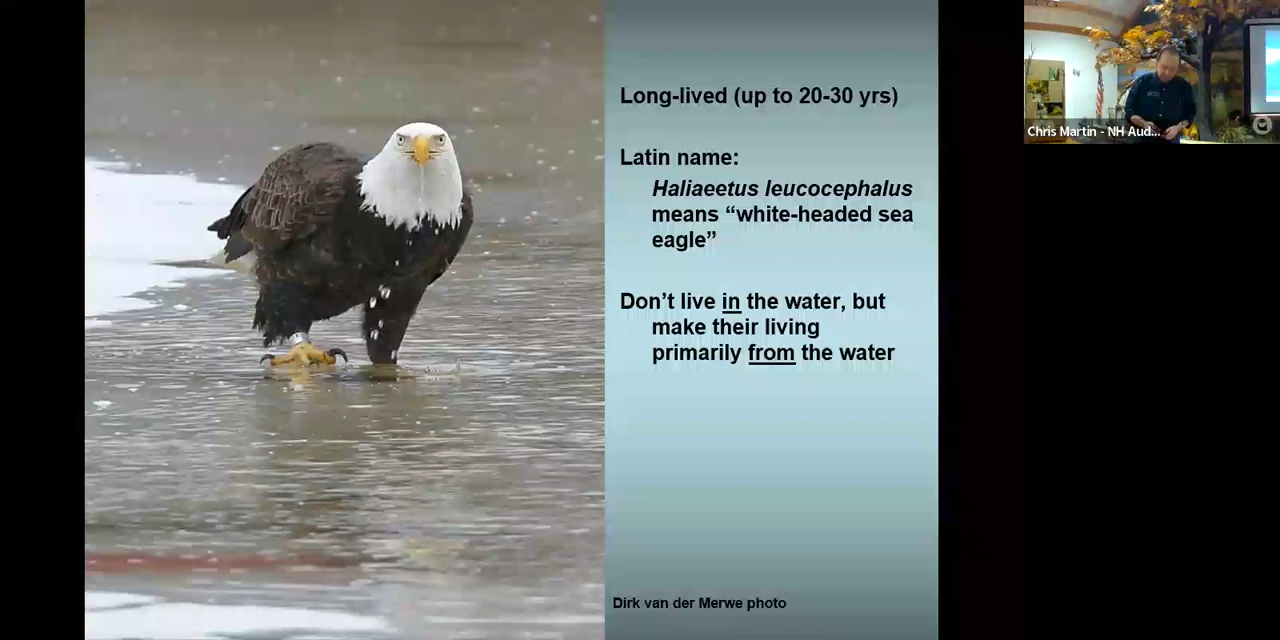 Long-lived (up to 20-30 yrs)
Latin name:
Haliaeetus leucocephalus
means “white-headed sea
eagle”
Don’t live in the water, but
make their living
primarily from the water
Dirk van der Merwe photo
Chris Martin - NH Aud...